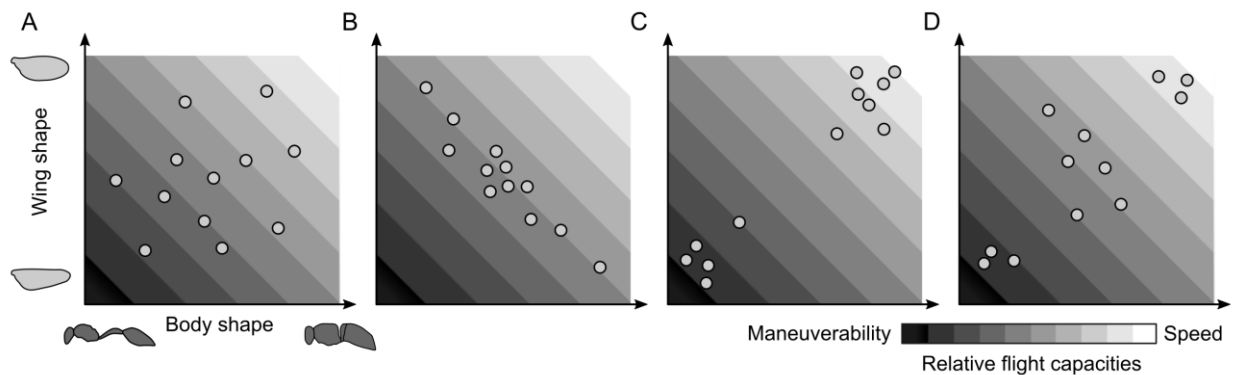 A
B
C
D
Wing shape
Body shape
Maneuverability
Speed
Relative flight capacities